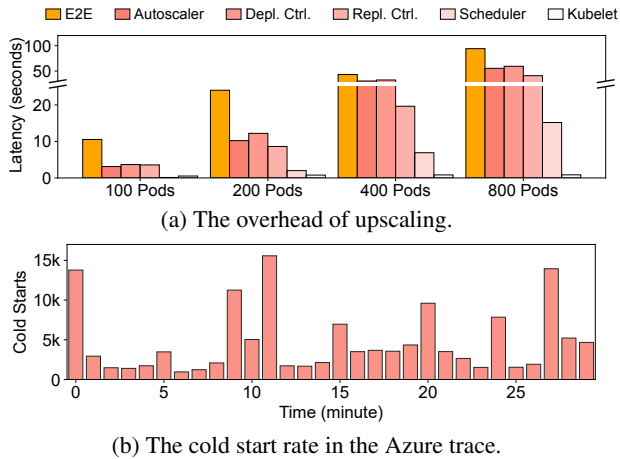 E2E Autoscaler Depl. Ctrl. Repl. Ctrl. Scheduler Kubelet
Latency (seconds)
100
50
20
10
0
100 Pods 200 Pods 400 Pods 800 Pods
(a) The overhead of upscaling.
Cold Starts
15k
10k
5k
0
0 5 10 15 20 25
Time (minute)
(b) The cold start rate in the Azure trace.